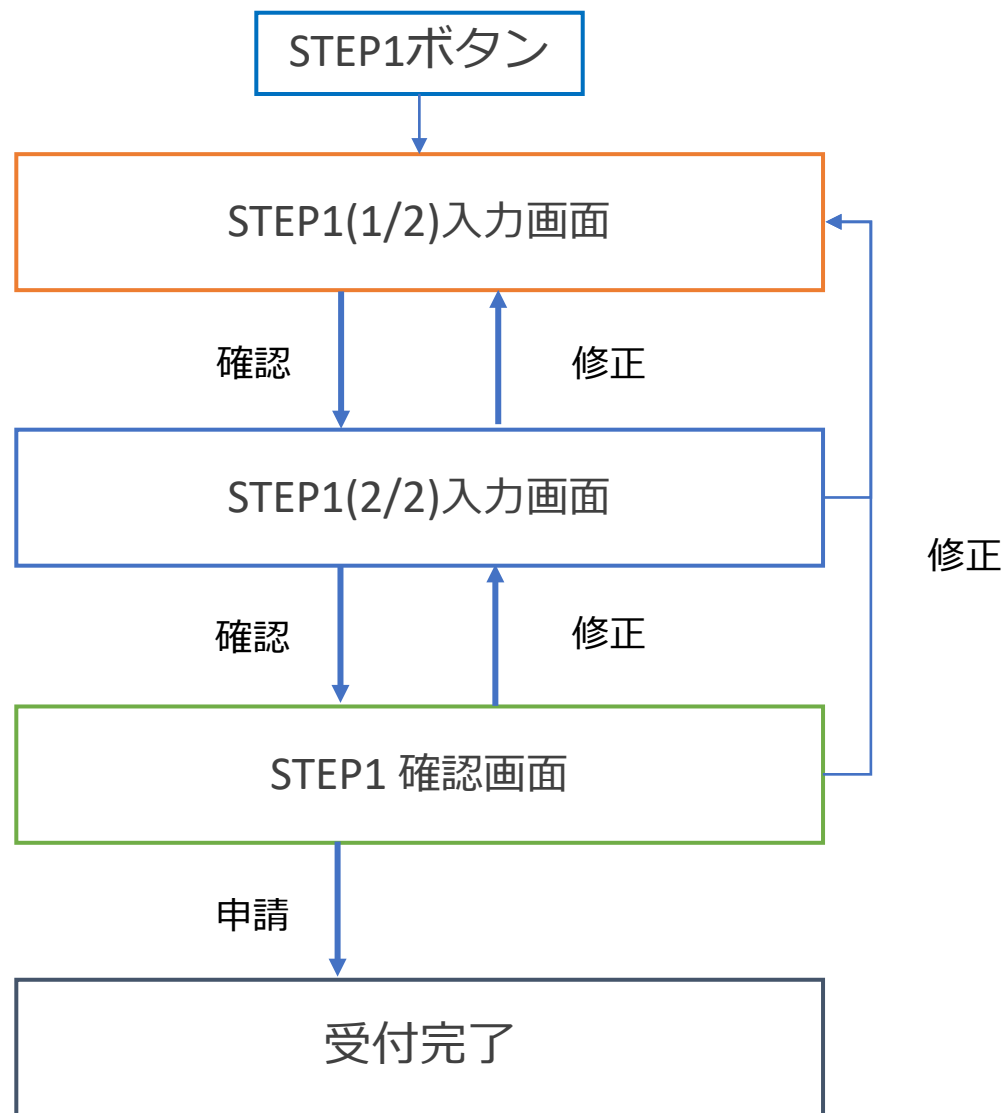 STEP1ボタン
STEP1(1/2)入力画面
確認
修正
STEP1(2/2)入力画面
修正
確認
修正
STEP1 確認画面
申請
受付完了